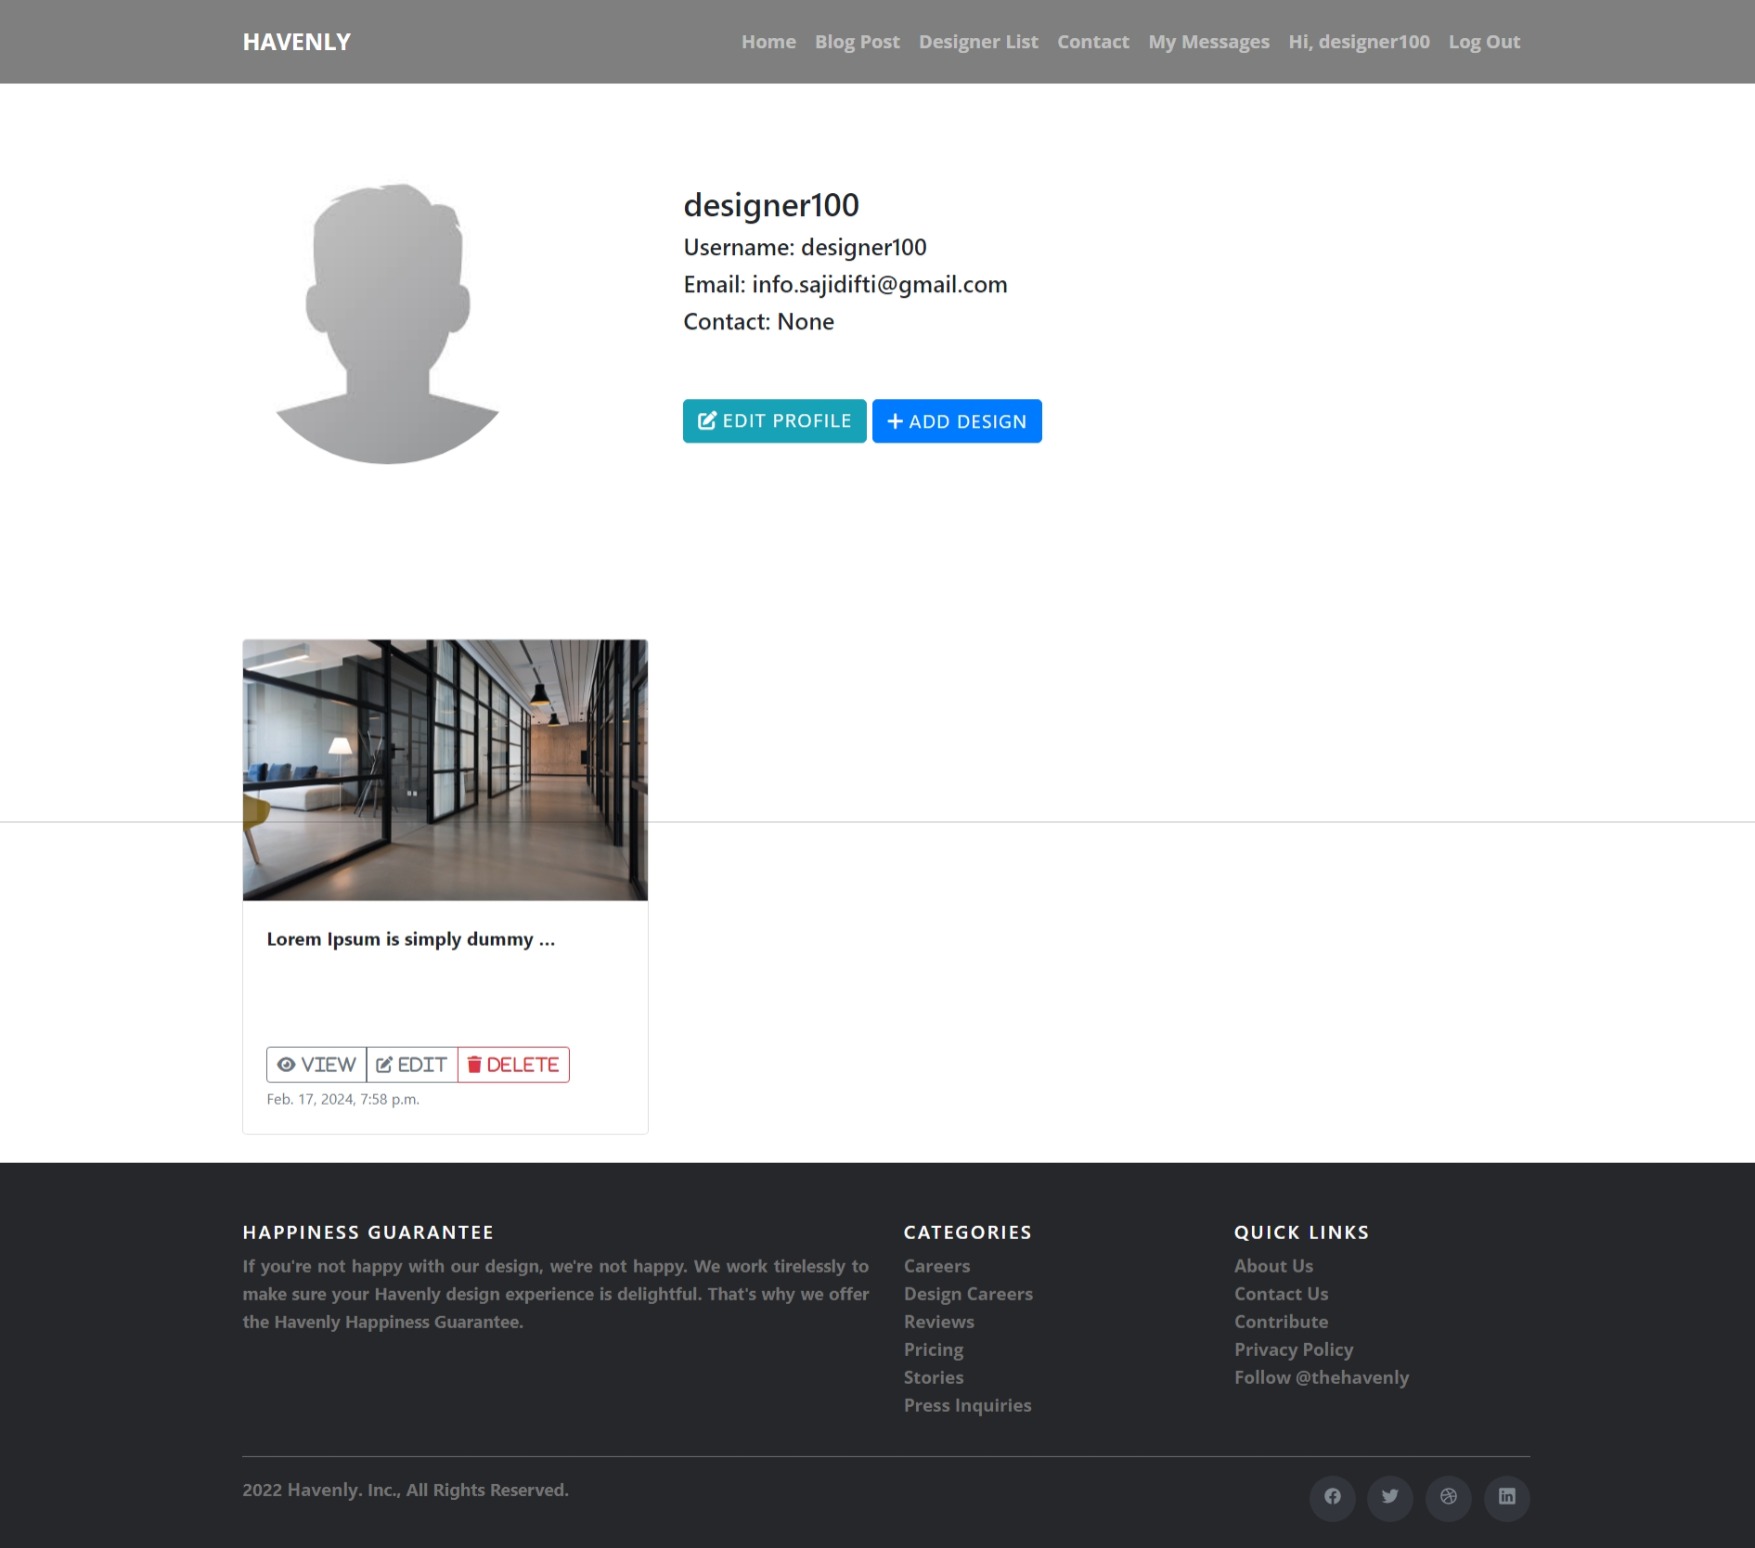 HAVENLY
Home Blog Post Designer List Contact My Messages Hi, designer100 Log Out
designer100
Username: designer100
Email: info.sajidifti@gmail.com
Contact: None
EDIT PROFILE
ADD DESIGN
Lorem Ipsum is simply dummy ...
VIEW EDIT DELETE
Feb. 17, 2024, 7:58 p.m.
HAPPINESS GUARANTEE
If you're not happy with our design, we're not happy. We work tirelessly to
make sure your Havenly design experience is delightful. That's why we offer
the Havenly Happiness Guarantee.
CATEGORIES
Careers
Design Careers
Reviews
Pricing
Stories
Press Inquiries
QUICK LINKS
About Us
Contact Us
Contribute
Privacy Policy
Follow @thehavenly
2022 Havenly. Inc., All Rights Reserved.